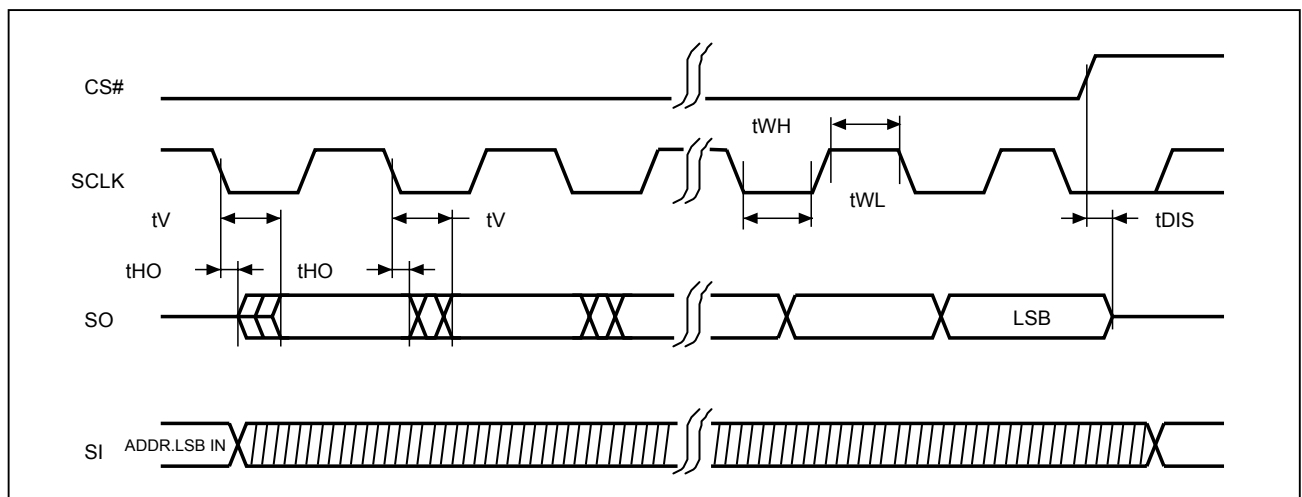 CS#
tWH
SCLK
tWL
tV
tV
tDIS
tHO
tHO
SO
LSB
SI
ADDR.LSB IN